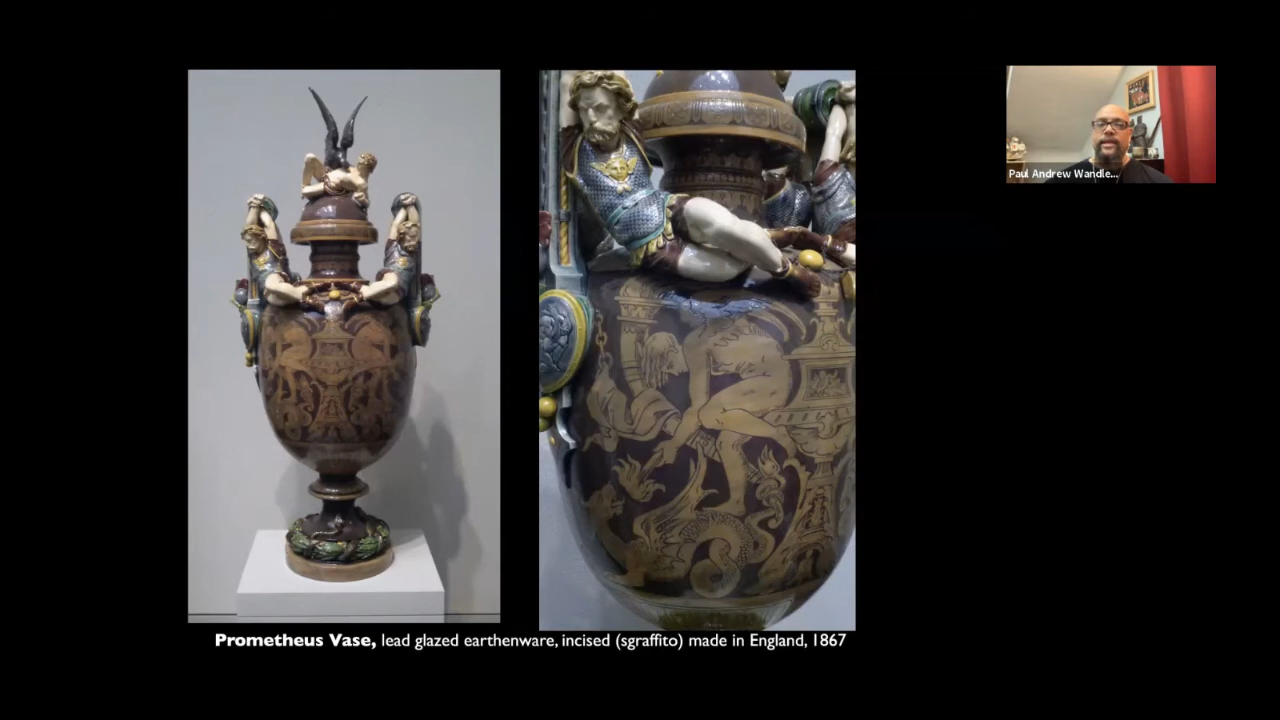 Paul Andrew Wandle...
Prometheus Vase, lead glazed earthenware, incised (sgraffito) made in England, 1867